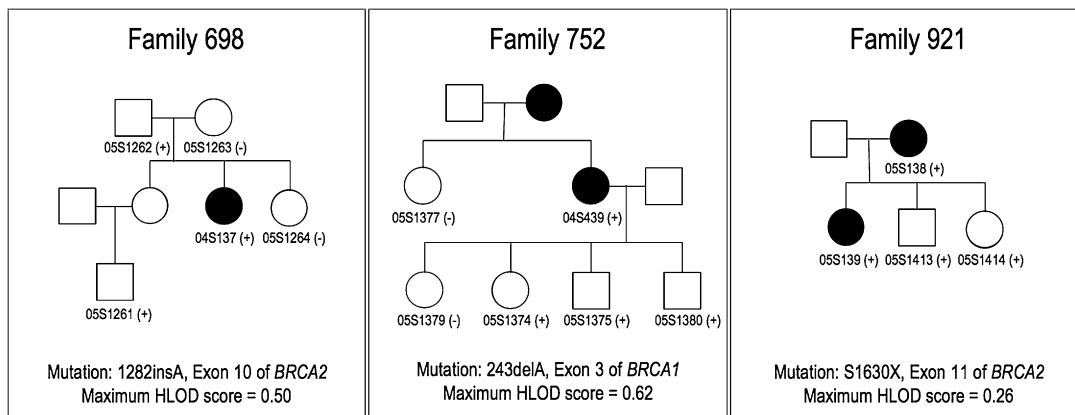 Family 698
05S1262 (+)
05S1263 (-)
04S137 (+)
05S1264 (-)
05S1261 (+)
Mutation: 1282insA, Exon 10 of BRCA2
Maximum HLOD score = 0.50
Family 752
05S1377 (-)
04S439 (+)
05S1379 (-)
05S1374 (+)
05S1375 (+)
05S1380 (+)
Mutation: 243delA, Exon 3 of BRCA1
Maximum HLOD score = 0.62
Family 921
05S138 (+)
05S139 (+)
05S1413 (+)
05S1414 (+)
Mutation: S1630X, Exon 11 of BRCA2
Maximum HLOD score = 0.26